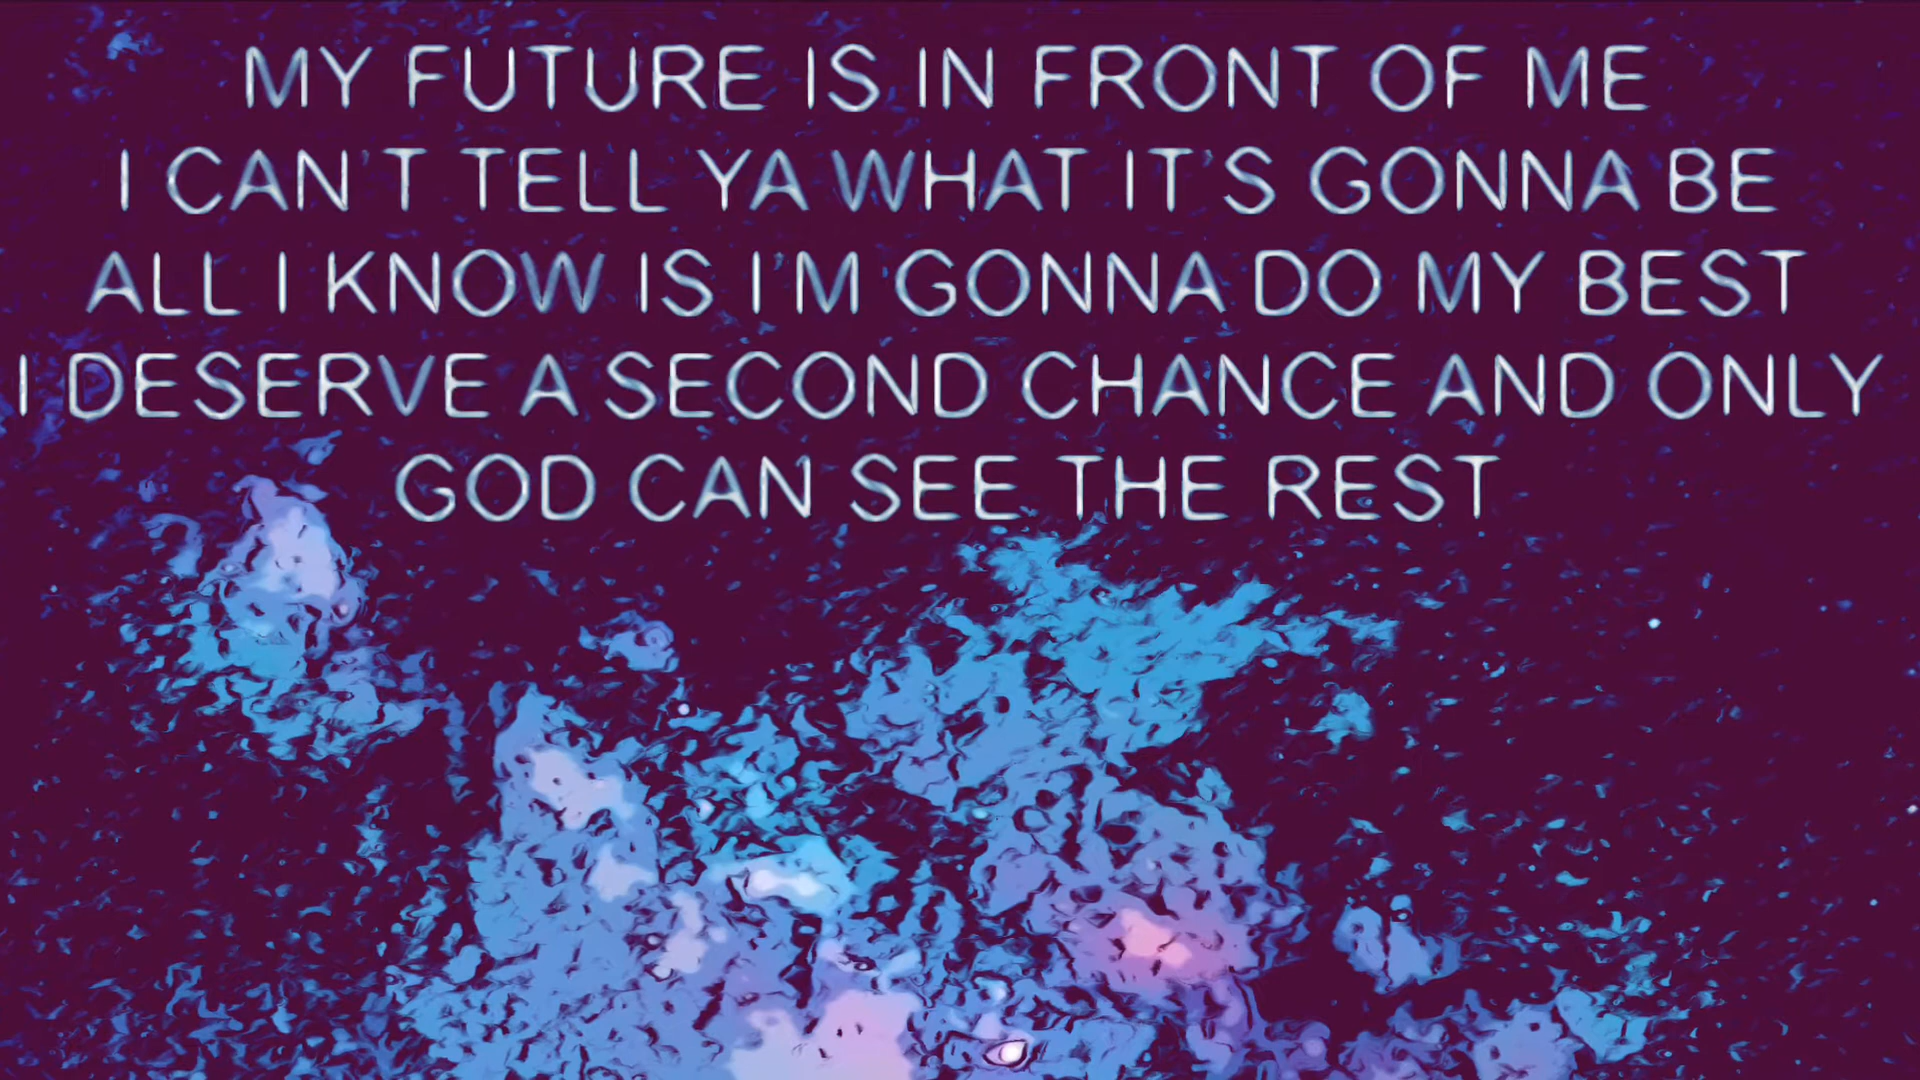 MY FUTURE IS IN FRONT OF ME
I CAN'T TELL YA WHAT IT'S GONNA BE
ALL I KNOW IS I'M GONNA DO MY BEST
I DESERVE A SECOND CHANCE AND ONLY
GOD CAN SEE THE REST